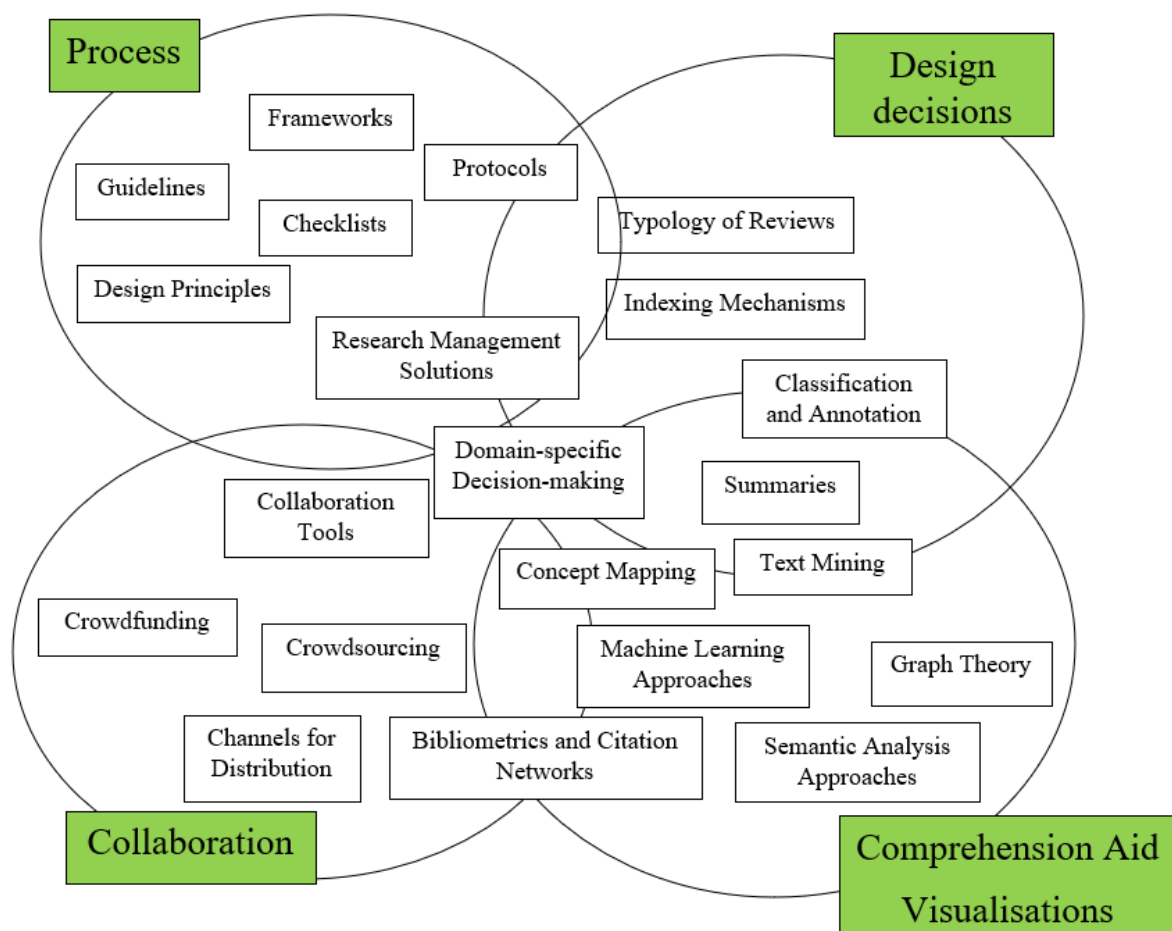 Process
Design
decisions
Frameworks
Protocols
Guidelines
Checklists
Typology of Reviews
Design Principles
Indexing Mechanisms
Research Management
Solutions
Classification
and Annotation
Domain-specific
Decision-making
Summaries
Collaboration
Tools
Concept Mapping
Text Mining
Crowdfunding
Crowdsourcing
Machine Learning
Approaches
Graph Theory
Channels for
Distribution
Bibliometrics and Citation
Networks
Semantic Analysis
Approaches
Collaboration
Comprehension Aid
Visualisations